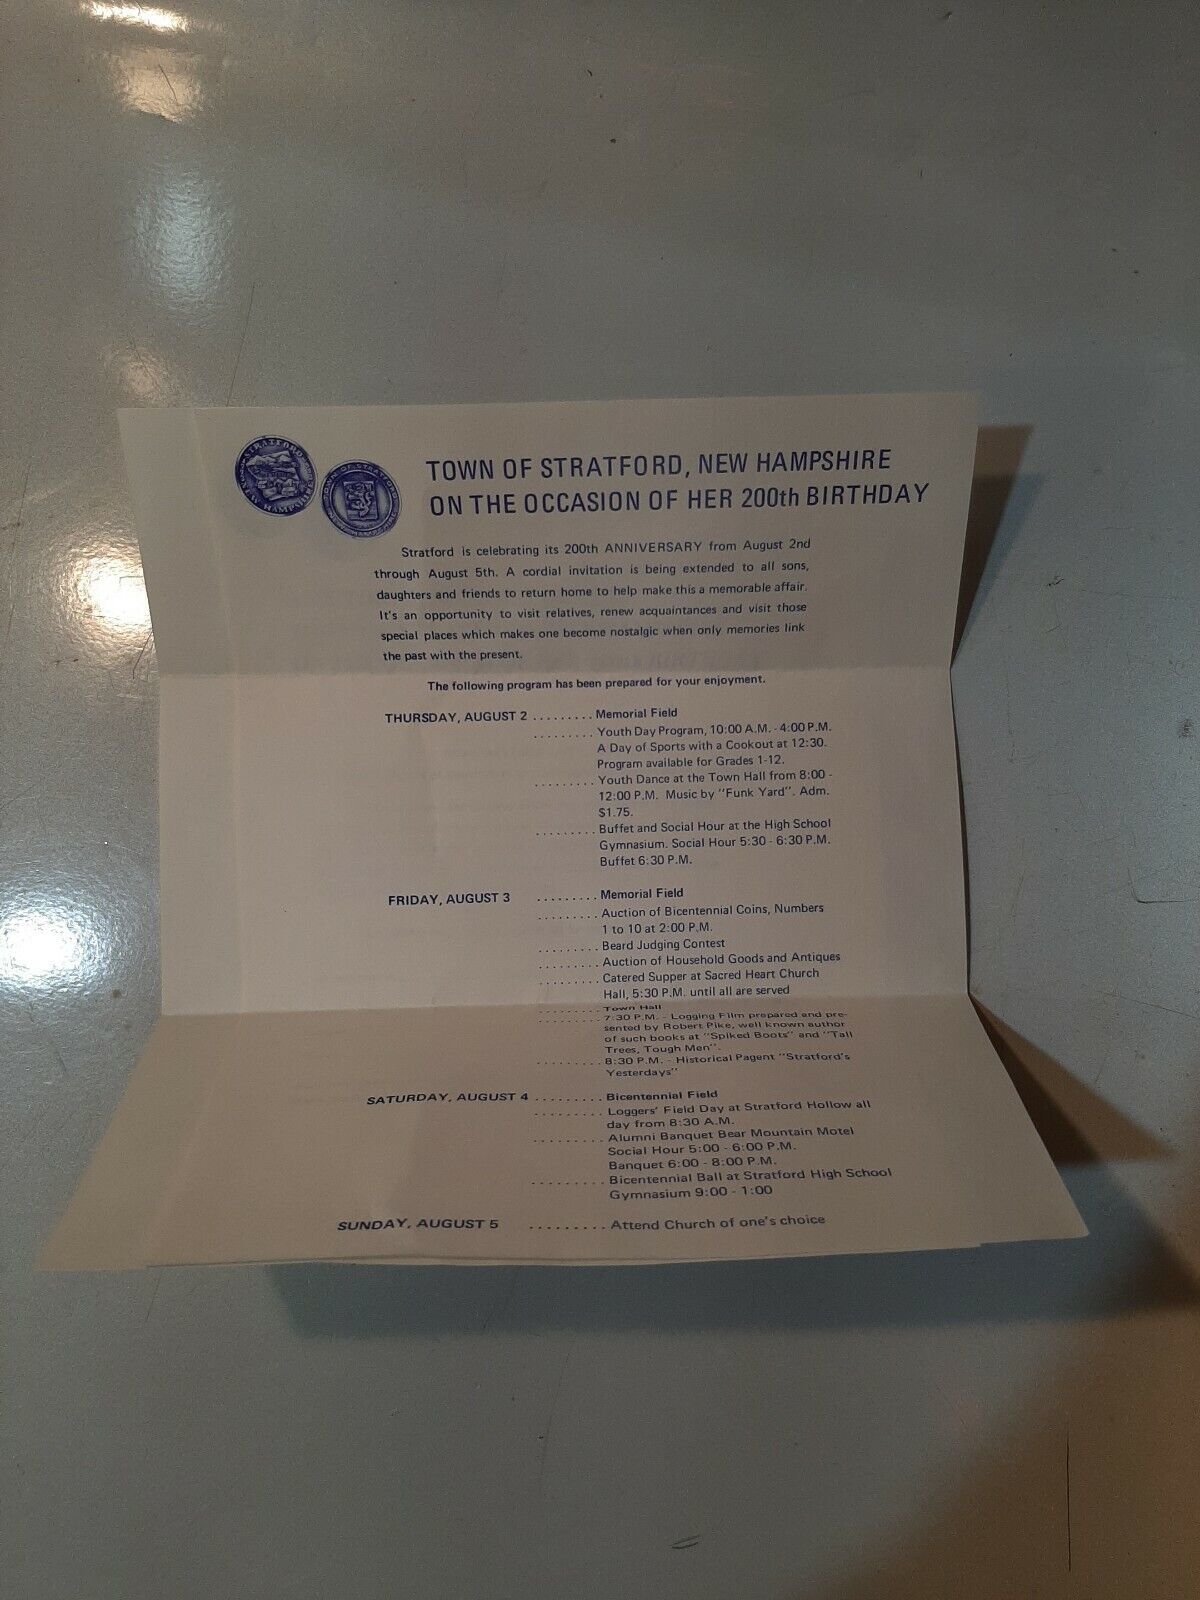 STRATFORD
NEW HAMPSHIRE
TOWN OF STRATFORD
TOWN OF STRATFORD, NEW HAMPSHIRE
ON THE OCCASION OF HER 200th BIRTHDAY
Stratford is celebrating its 200th ANNIVERSARY from August 2nd
through August 5th. A cordial invitation is being extended to all sons,
daughters and friends to return home to help make this a memorable affair.
It's an opportunity to visit relatives, renew acquaintances and visit those
special places which makes one become nostalgic when only memories link
the past with the present.
The following program has been prepared for your enjoyment.
THURSDAY, AUGUST 2 ......... Memorial Field
......... Youth Day Program, 10:00 A.M. - 4:00 P.M.
A Day of Sports with a Cookout at 12:30.
Program available for Grades 1-12.
......... Youth Dance at the Town Hall from 8:00 -
12:00 P.M. Music by "Funk Yard". Adm.
$1.75.
......... Buffet and Social Hour at the High School
Gymnasium. Social Hour 5:30 - 6:30 P.M.
Buffet 6:30 P.M.
FRIDAY, AUGUST 3 ......... Memorial Field
......... Auction of Bicentennial Coins, Numbers
1 to 10 at 2:00 P.M.
......... Beard Judging Contest
......... Auction of Household Goods and Antiques
......... Catered Supper at Sacred Heart Church
Hall, 5:30 P.M. until all are served
......... Town Hall
......... 7:30 P.M. - Logging Film prepared and pre-
sented by Robert Pike, well known author
of such books at "Spiked Boots" and "Tall
Trees, Tough Men".
......... 8:30 P.M. - Historical Pagent "Stratford's
Yesterdays"
SATURDAY, AUGUST 4 ......... Bicentennial Field
......... Loggers' Field Day at Stratford Hollow all
day from 8:30 A.M.
......... Alumni Banquet Bear Mountain Motel
Social Hour 5:00 - 6:00 P.M.
Banquet 6:00 - 8:00 P.M.
......... Bicentennial Ball at Stratford High School
Gymnasium 9:00 - 1:00
SUNDAY, AUGUST 5 ......... Attend Church of one's choice